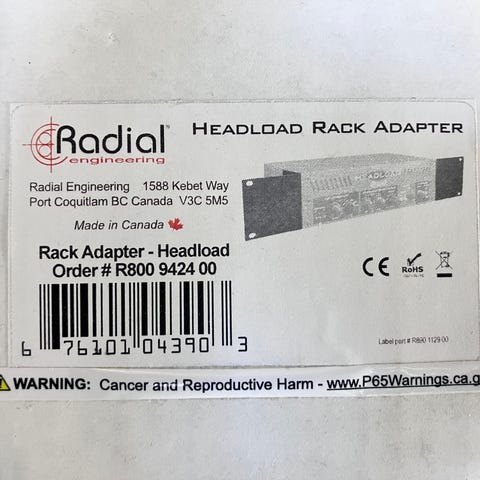 Radial®
engineering
HEADLOAD RACK ADAPTER
Radial Engineering 1588 Kebet Way
Port Coquitlam BC Canada V3C 5M5
Made in Canada
Rack Adapter - Headload
Order # R800 9424 00
HEADLOAD
CE
RoHS
6 76101 04390 3
Label part # R890 1129 00
WARNING: Cancer and Reproductive Harm - www.P65Warnings.ca.g